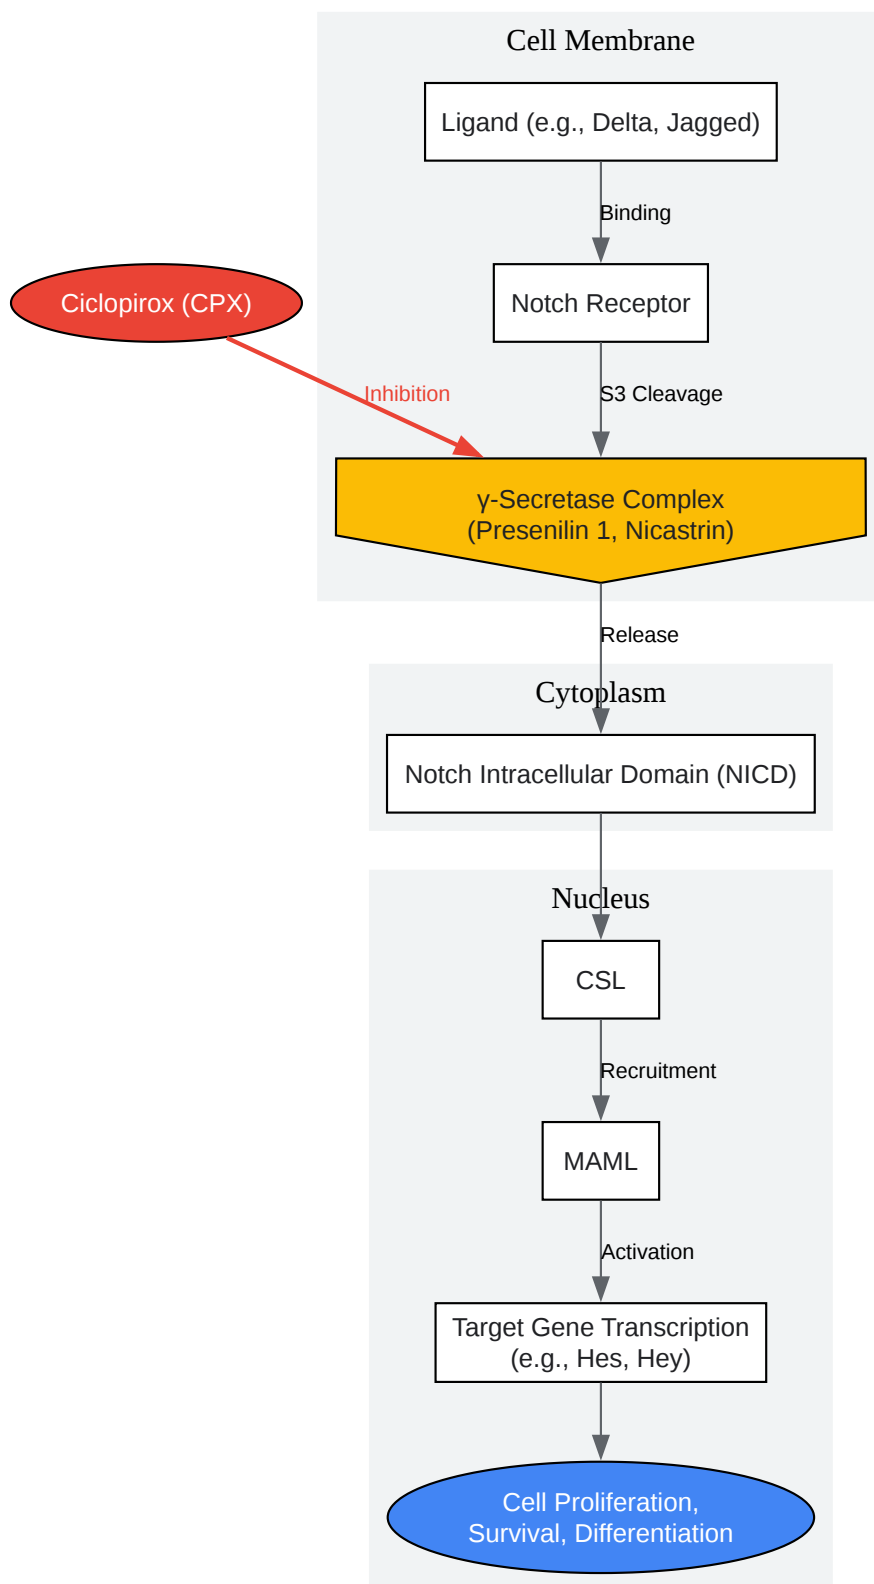 Cell Membrane
Ligand (e.g., Delta, Jagged)
Binding
Ciclopirox (CPX)
Notch Receptor
Inhibition
S3 Cleavage
γ-Secretase Complex
(Presenilin 1, Nicastrin)
Release
Cytoplasm
Notch Intracellular Domain (NICD)
Nucleus
CSL
Recruitment
MAML
Activation
Target Gene Transcription
(e.g., Hes, Hey)
Cell Proliferation,
Survival, Differentiation